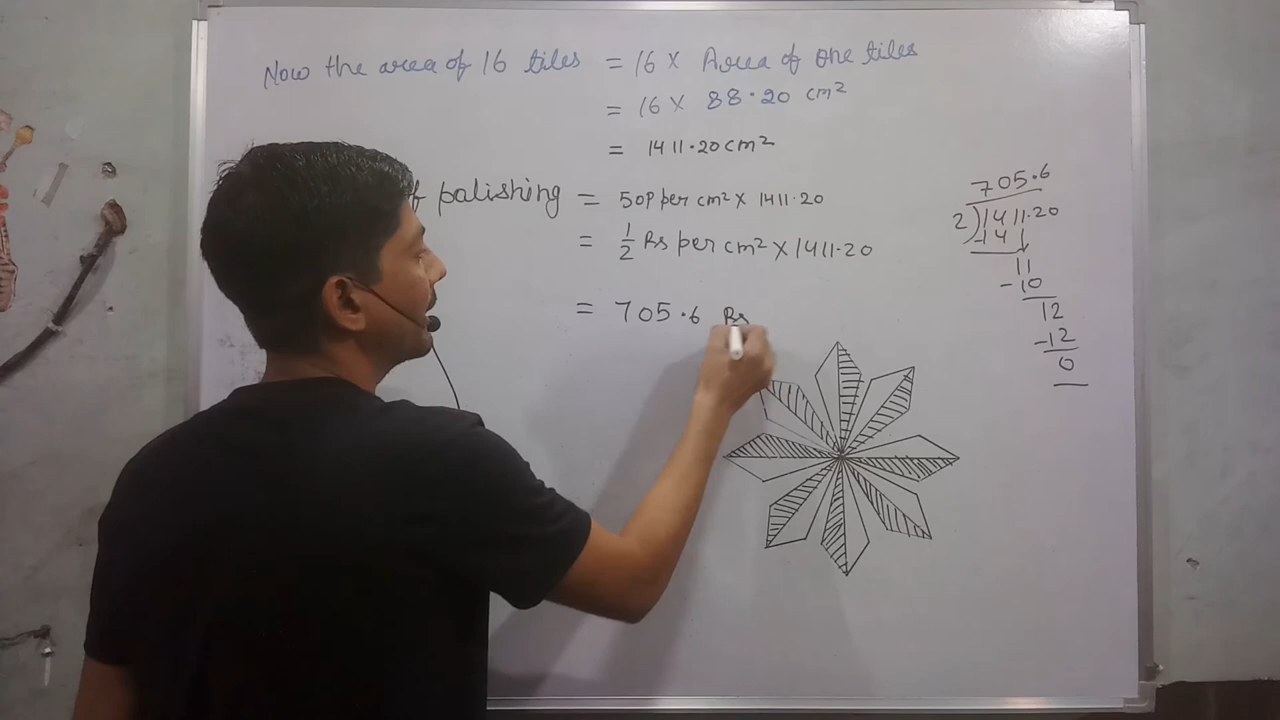 Now the area of 16 tiles = 16 × Area of one tiles
= 16 × 88.20 cm²
= 1411.20 cm²
palishing = 50P per cm² × 1411.20
= 1/2 Rs per cm² × 1411.20
= 705.6 Rs
705.6
2)1411.20
-14
11
-10
12
-12
0